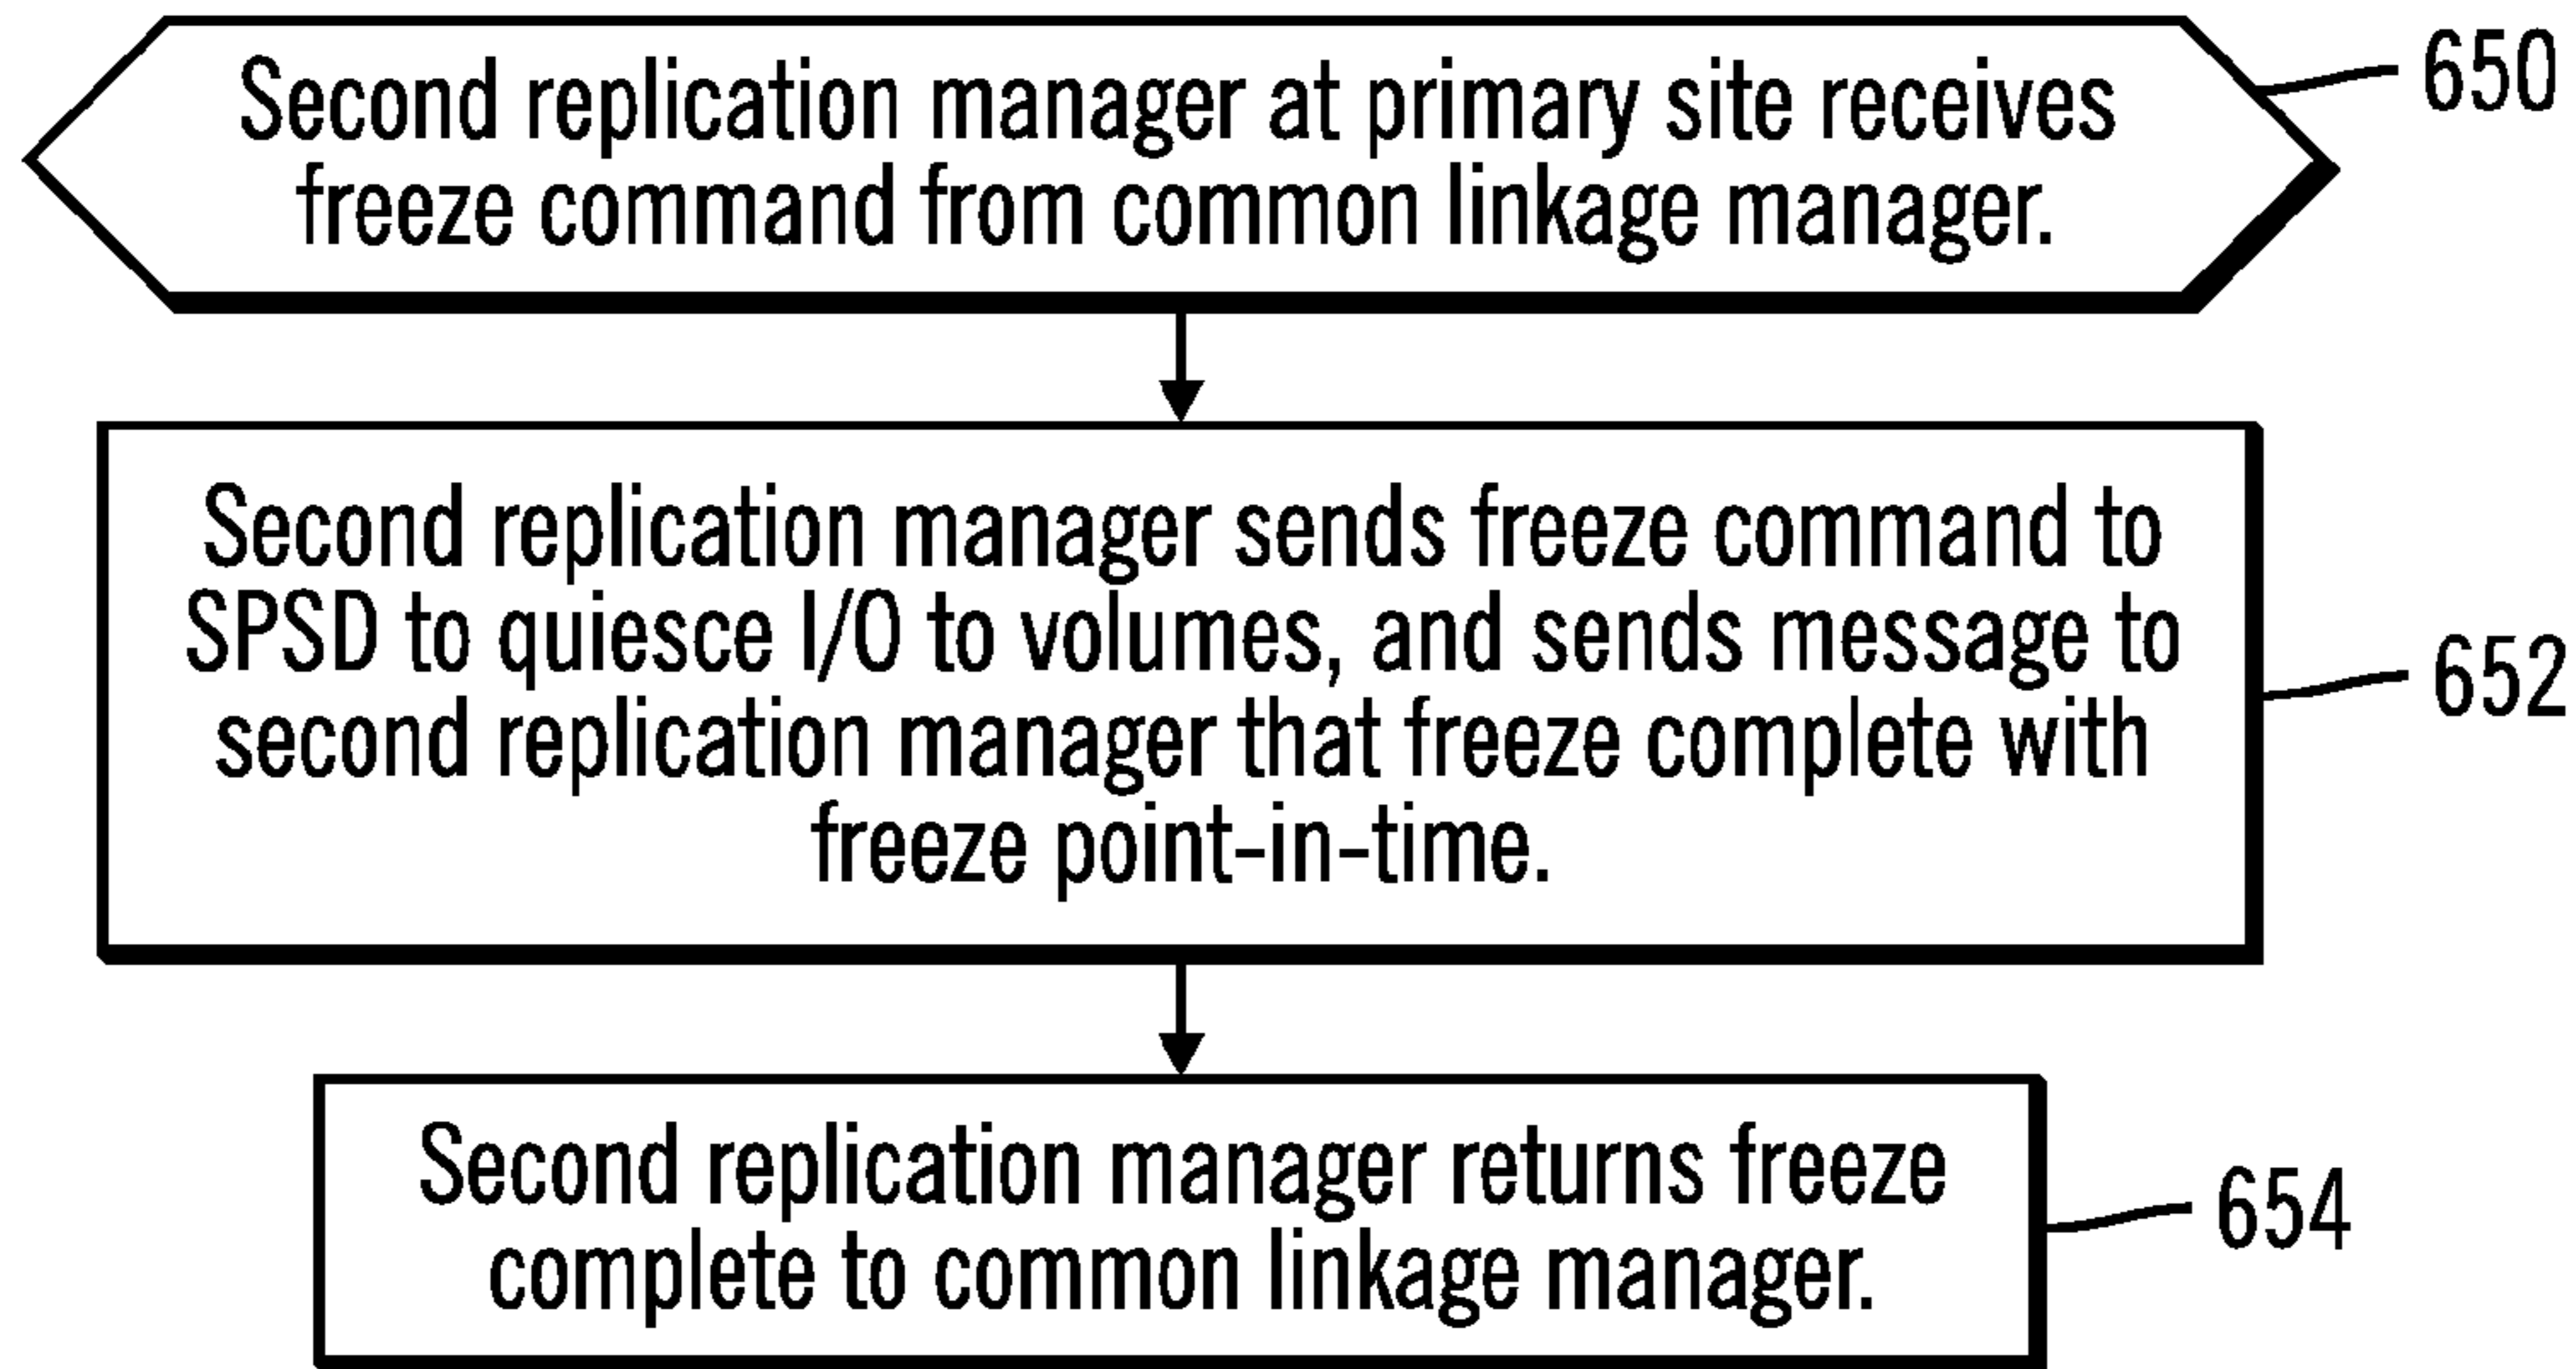 Second replication manager at primary site receives
freeze command from common linkage manager.
650
Second replication manager sends freeze command to
SPSD to quiesce I/O to volumes, and sends message to
second replication manager that freeze complete with
freeze point-in-time.
652
Second replication manager returns freeze
complete to common linkage manager.
654